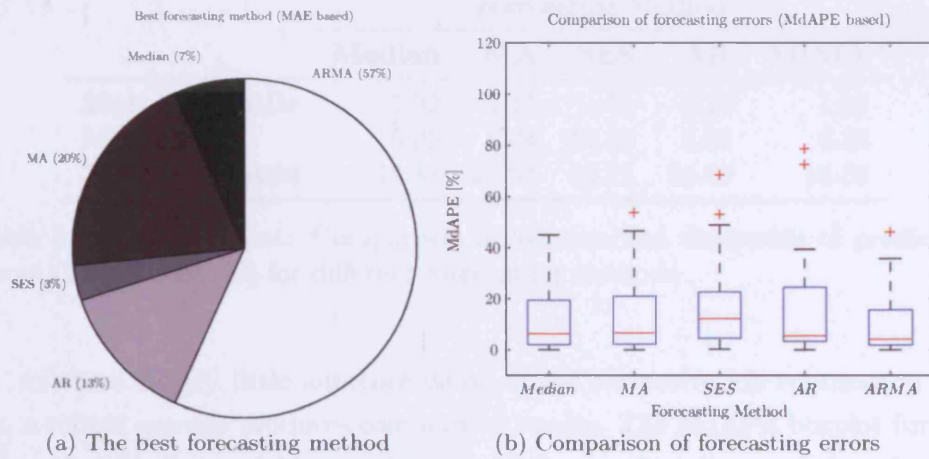 Best forecasting method (MAE based)
Median (7%)
ARMA (57%)
MA (20%)
SES (3%)
AR (13%)
(a) The best forecasting method
Comparison of forecasting errors (MdAPE based)
MdAPE [%]
120
100
80
60
40
20
0
Median MA SES AR ARMA
Forecasting Method
(b) Comparison of forecasting errors